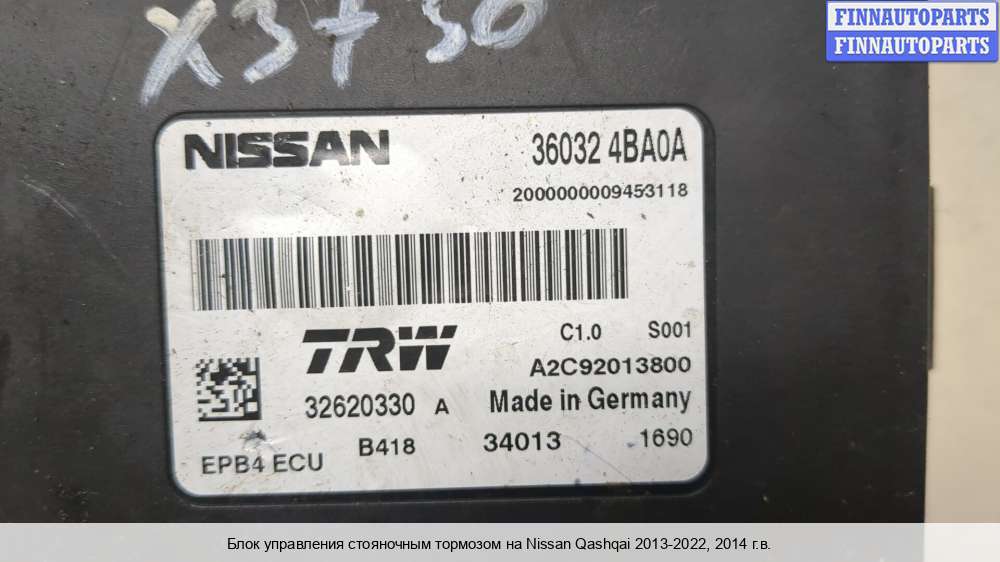 X3730
FINNAUTOPARTS
FINNAUTOPARTS
NISSAN 36032 4BA0A
2000000009453118
C1.0 S001
TRW
A2C92013800
32620330 A Made in Germany
B418 34013 1690
EPB4 ECU
Блок управления стояночным тормозом на Nissan Qashqai 2013-2022, 2014 г.в.